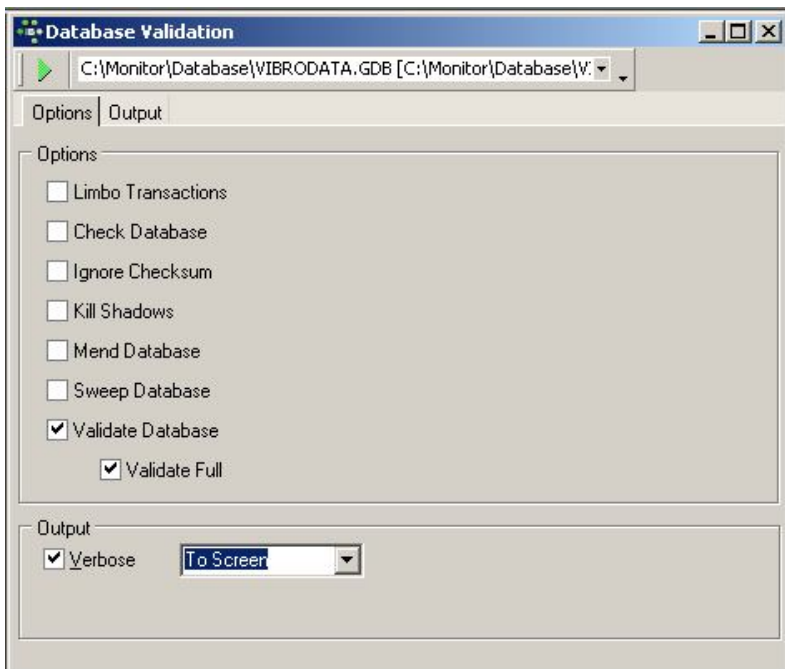 Database Validation
C:\Monitor\Database\VIBRODATA.GDB [C:\Monitor\Database\V:
Options Output
Options
Limbo Transactions
Check Database
Ignore Checksum
Kill Shadows
Mend Database
Sweep Database
Validate Database
Validate Full
Output
Verbose To Screen